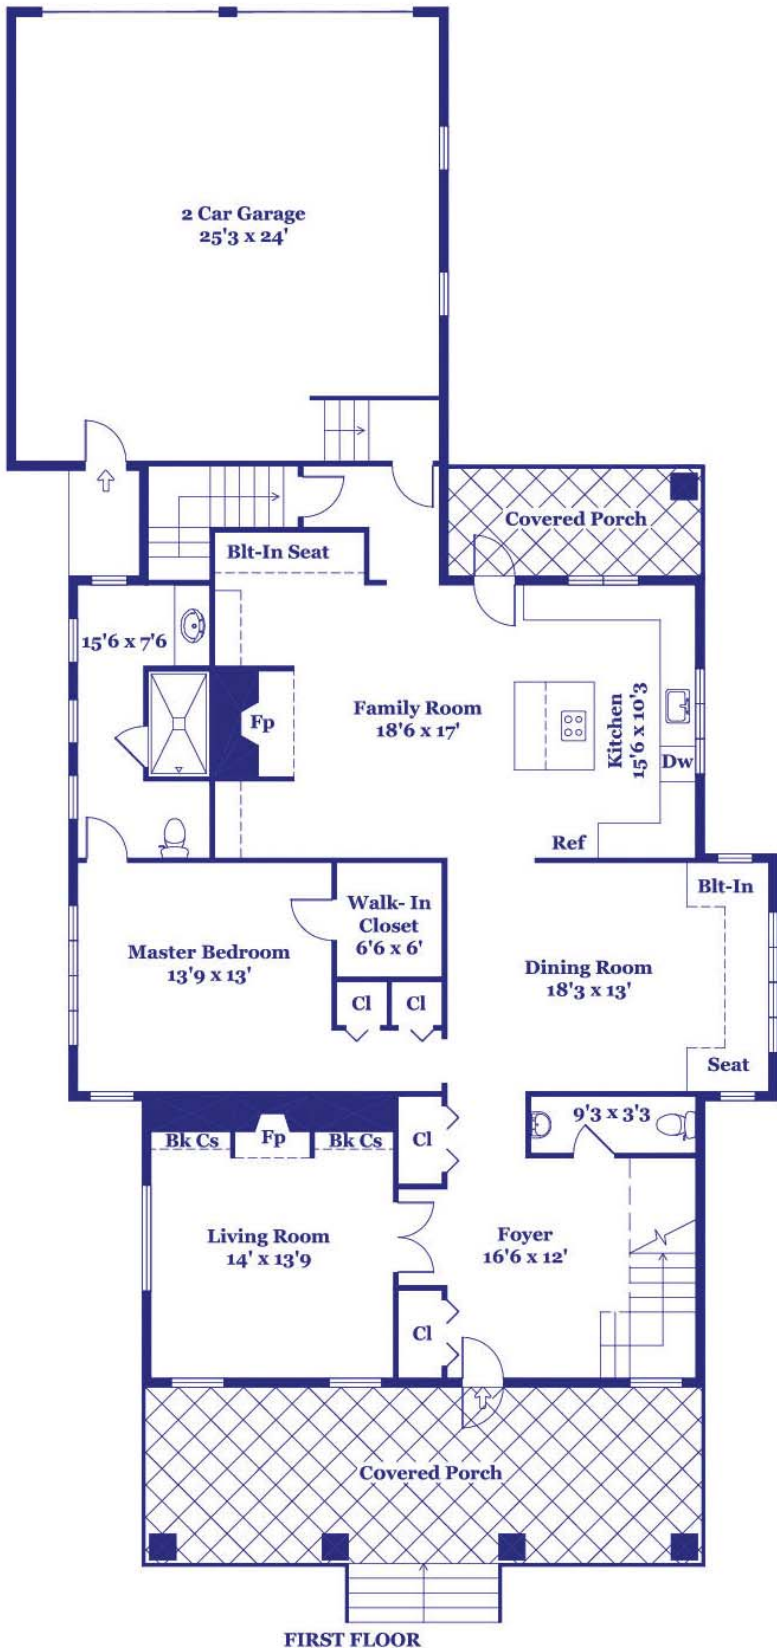 2 Car Garage
25'3 x 24'
Covered Porch
Blt-In Seat
15'6 x 7'6
Family Room
18'6 x 17'
Fp
Kitchen
15'6 x 10'3
Dw
Ref
Walk- In
Closet
6'6 x 6'
Blt-In
Master Bedroom
13'9 x 13'
Dining Room
18'3 x 13'
Cl
Cl
Seat
9'3 x 3'3
Bk Cs
Fp
Bk Cs
Cl
Living Room
14' x 13'9
Foyer
16'6 x 12'
Cl
Covered Porch
FIRST FLOOR